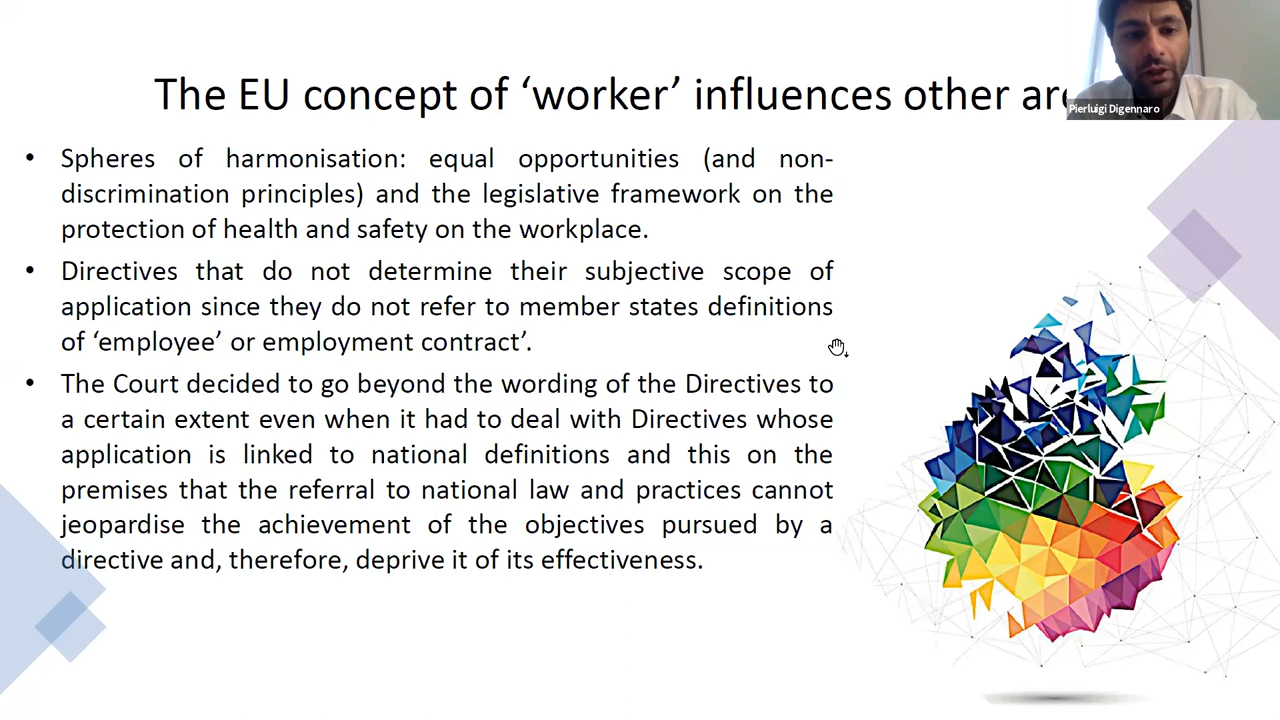 The EU concept of ‘worker’ influences other
Pierluigi Digennaro
• Spheres of harmonisation: equal opportunities (and non-
discrimination principles) and the legislative framework on the
protection of health and safety on the workplace.
• Directives that do not determine their subjective scope of
application since they do not refer to member states definitions
of ‘employee’ or employment contract’.
• The Court decided to go beyond the wording of the Directives to
a certain extent even when it had to deal with Directives whose
application is linked to national definitions and this on the
premises that the referral to national law and practices cannot
jeopardise the achievement of the objectives pursued by a
directive and, therefore, deprive it of its effectiveness.